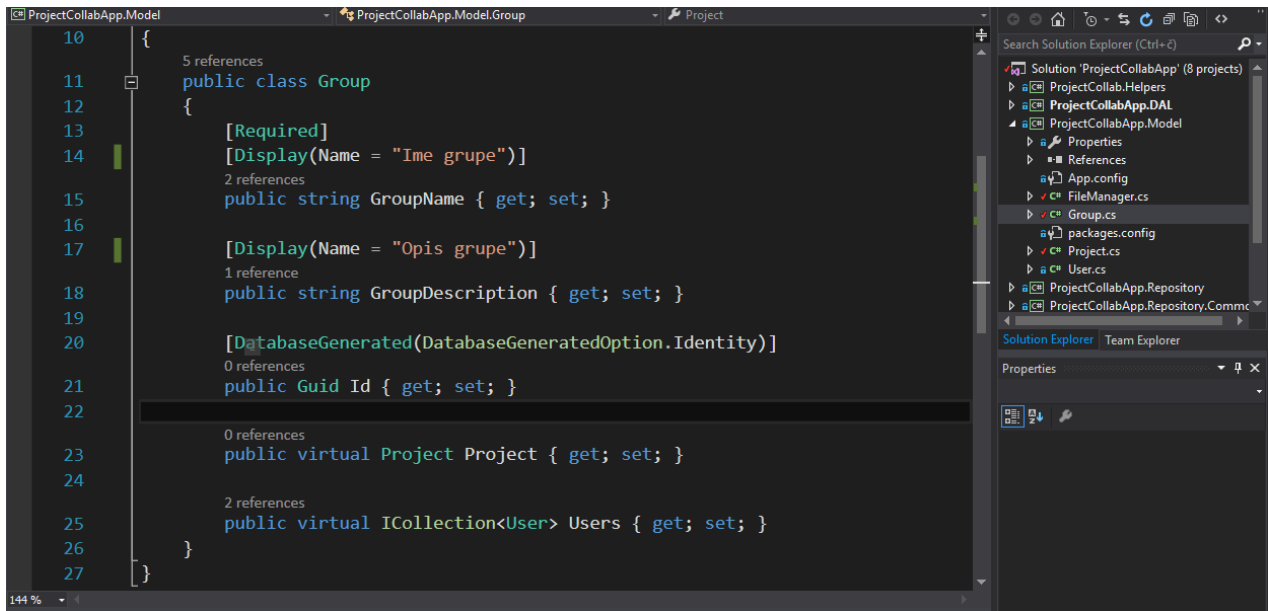 ProjectCollabApp.Model
ProjectCollabApp.Model.Group
Project
10 {
5 references
11 public class Group
12 {
13 [Required]
14 [Display(Name = "Ime grupe")]
2 references
15 public string GroupName { get; set; }
16
17 [Display(Name = "Opis grupe")]
1 reference
18 public string GroupDescription { get; set; }
19
20 [DatabaseGenerated(DatabaseGeneratedOption.Identity)]
0 references
21 public Guid Id { get; set; }
22
0 references
23 public virtual Project Project { get; set; }
24
2 references
25 public virtual ICollection<User> Users { get; set; }
26 }
27 }
144 %
Search Solution Explorer (Ctrl+č)
Solution 'ProjectCollabApp' (8 projects)
C# ProjectCollab.Helpers
C# ProjectCollabApp.DAL
C# ProjectCollabApp.Model
Properties
References
App.config
C# FileManager.cs
C# Group.cs
packages.config
C# Project.cs
C# User.cs
C# ProjectCollabApp.Repository
C# ProjectCollabApp.Repository.Commc
Solution Explorer Team Explorer
Properties